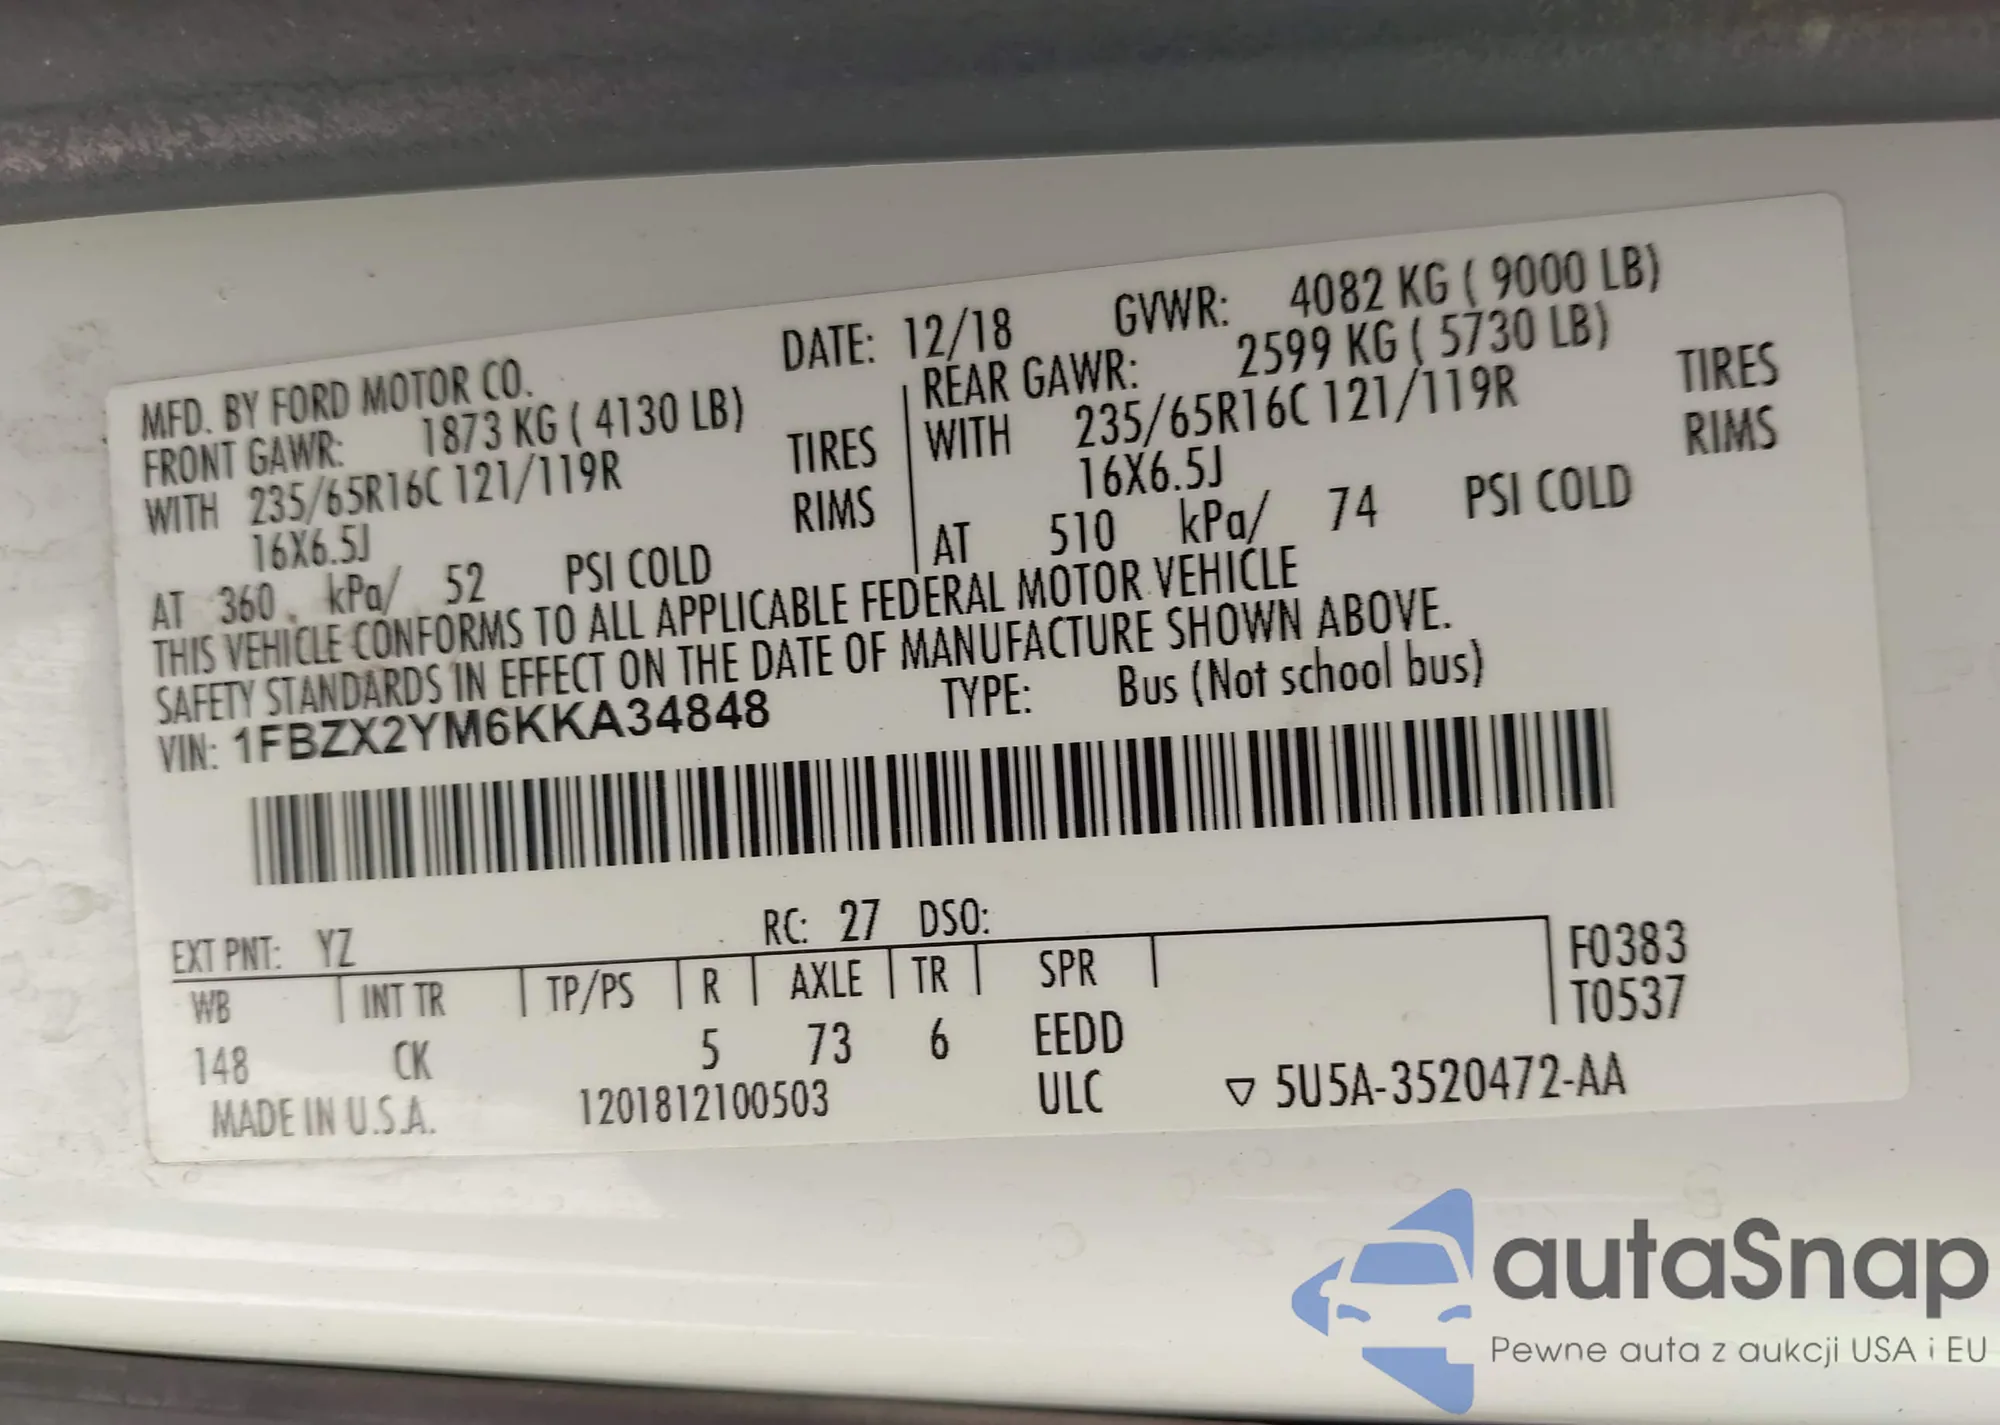 MFD. BY FORD MOTOR CO. DATE: 12/18 GVWR: 4082 KG ( 9000 LB)
FRONT GAWR: 1873 KG ( 4130 LB) REAR GAWR: 2599 KG ( 5730 LB)
WITH 235/65R16C 121/119R TIRES WITH 235/65R16C 121/119R TIRES
16X6.5J RIMS 16X6.5J RIMS
AT 360 kPa/ 52 PSI COLD AT 510 kPa/ 74 PSI COLD
THIS VEHICLE CONFORMS TO ALL APPLICABLE FEDERAL MOTOR VEHICLE
SAFETY STANDARDS IN EFFECT ON THE DATE OF MANUFACTURE SHOWN ABOVE.
VIN: 1FBZX2YM6KKA34848 TYPE: Bus (Not school bus)
EXT PNT: YZ RC: 27 DSO:
WB INT TR TP/PS R AXLE TR SPR F0383
T0537
148 CK 5 73 6 EEDD
MADE IN U.S.A. 1201812100503 ULC ▽ 5U5A-3520472-AA
autaSnap
Pewne auta z aukcji USA i EU